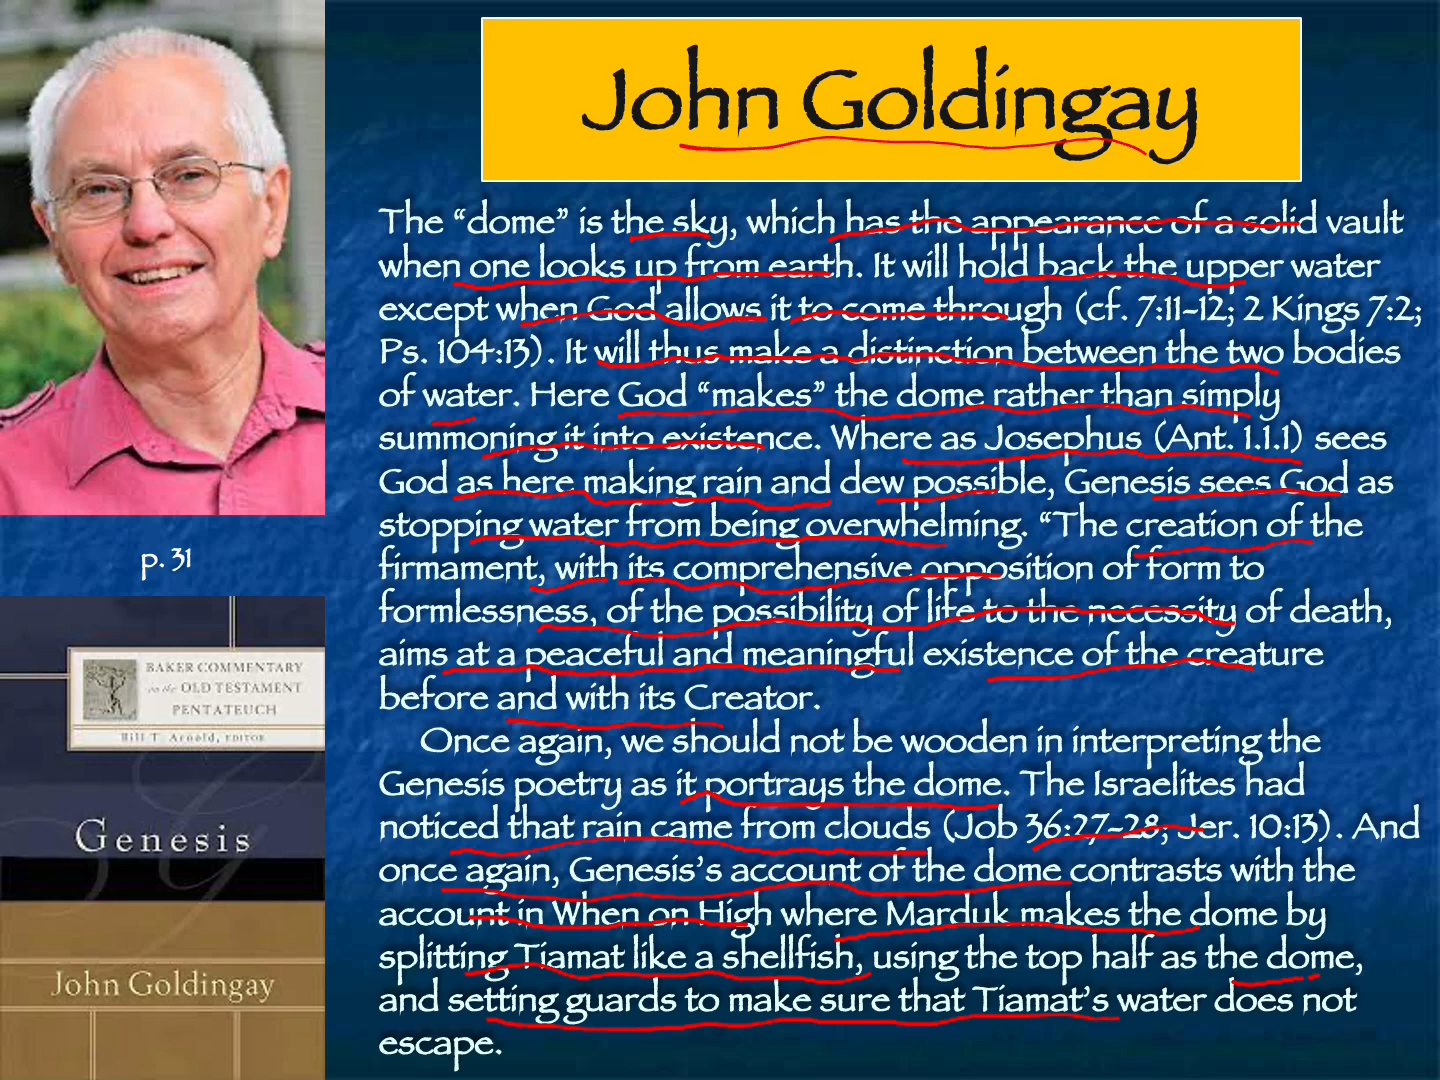 John Goldingay
The “dome” is the sky, which has the appearance of a solid vault
when one looks up from earth. It will hold back the upper water
except when God allows it to come through (cf. 7:11-12; 2 Kings 7:2;
Ps. 104:13). It will thus make a distinction between the two bodies
of water. Here God “makes” the dome rather than simply
summoning it into existence. Where as Josephus (Ant. 1.1.1) sees
God as here making rain and dew possible, Genesis sees God as
stopping water from being overwhelming. “The creation of the
firmament, with its comprehensive opposition of form to
formlessness, of the possibility of life to the necessity of death,
aims at a peaceful and meaningful existence of the creature
before and with its Creator.
Once again, we should not be wooden in interpreting the
Genesis poetry as it portrays the dome. The Israelites had
noticed that rain came from clouds (Job 36:27-28; Jer. 10:13). And
once again, Genesis’s account of the dome contrasts with the
account in When on High where Marduk makes the dome by
splitting Tiamat like a shellfish, using the top half as the dome,
and setting guards to make sure that Tiamat’s water does not
escape.
p. 31
BAKER COMMENTARY
on the OLD TESTAMENT
PENTATEUCH
Bill T. Arnold, EDITOR
Genesis
John Goldingay